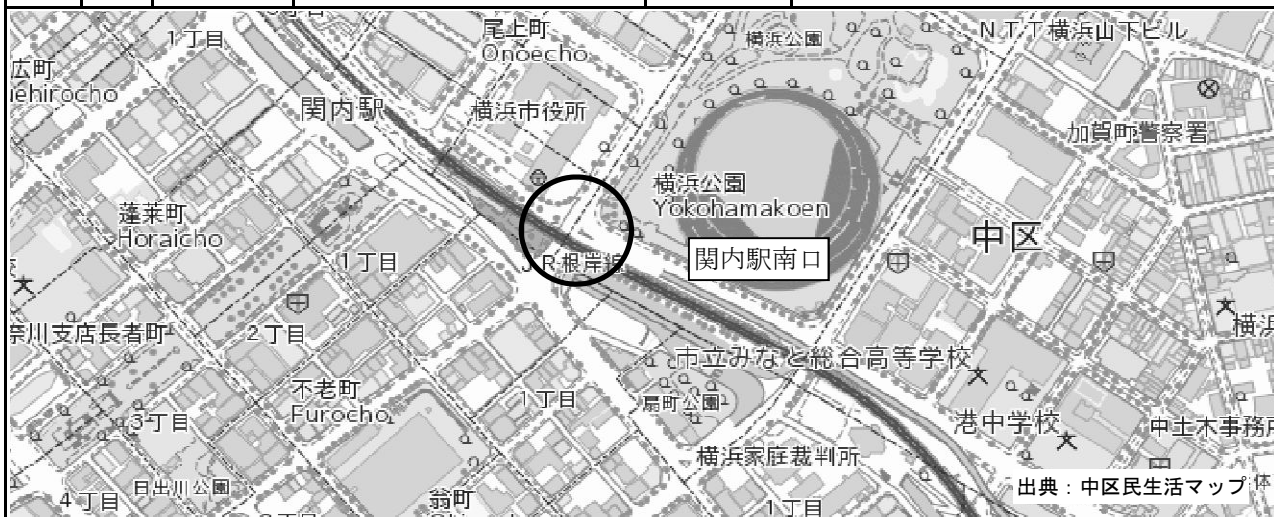 1丁目
尾上町
Onoecho
横浜公園
NTT横浜山下ビル
広町
uehirocho
関内駅
横浜市役所
加賀町警察署
蓬莱町
Horaicho
横浜公園
Yokohamakoen
中区
1丁目
JR根岸線
関内駅南口
奈川支店長者町
2丁目
横浜
市立みなと総合高等学校
不老町
Furocho
1丁目
扇町公園
3丁目
港中学校
中土木事務所
横浜家庭裁判所
4丁目
日出川公園
翁町
1丁目
出典:中区民生活マップ
体